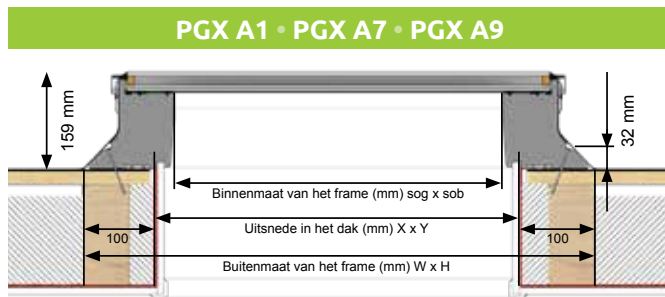 PGX A1 • PGX A7 • PGX A9
159 mm
32 mm
Binnenmaat van het frame (mm) sog x sob
Uitsnede in het dak (mm) X x Y
100
100
Buitenmaat van het frame (mm) W x H